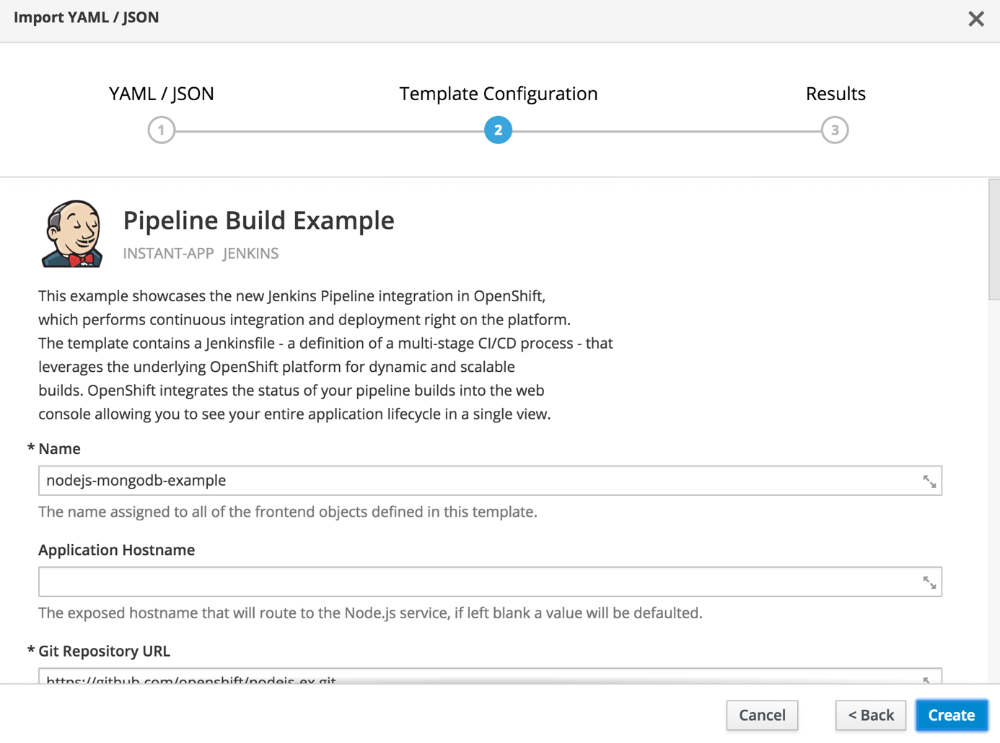 Import YAML / JSON
YAML / JSON
Template Configuration
Results
1
2
3
Pipeline Build Example
INSTANT-APP JENKINS
This example showcases the new Jenkins Pipeline integration in OpenShift,
which performs continuous integration and deployment right on the platform.
The template contains a Jenkinsfile - a definition of a multi-stage CI/CD process - that
leverages the underlying OpenShift platform for dynamic and scalable
builds. OpenShift integrates the status of your pipeline builds into the web
console allowing you to see your entire application lifecycle in a single view.
* Name
nodejs-mongodb-example
The name assigned to all of the frontend objects defined in this template.
Application Hostname
The exposed hostname that will route to the Node.js service, if left blank a value will be defaulted.
* Git Repository URL
https://github.com/openshift/nodejs-ex.git
Cancel
< Back
Create